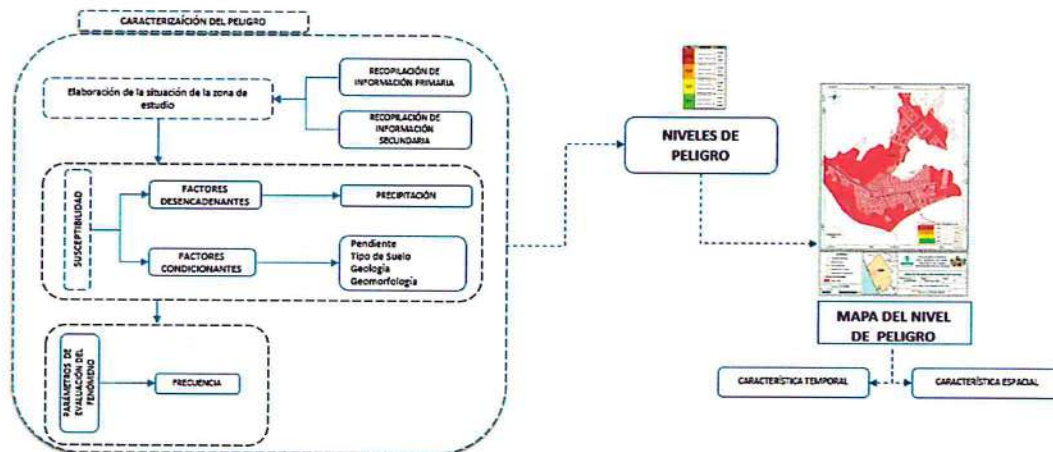 CARACTERIZAÍCIÓN DEL PELIGRO
RECOPILACIÓN DE
INFORMACIÓN PRIMARIA
Elaboración de la situación de la zona de
estudio
RECOPILACIÓN DE
INFORMACIÓN
SECUNDARIA
SUSCEPTIBILIDAD
FACTORES
DESENCADENANTES
PRECIPITACIÓN
FACTORES
CONDICIONANTES
Pendiente
Tipo de Suelo
Geología
Geomorfología
PARÁMETROS DE
EVALUACIÓN DEL
FENÓMENO
FRECUENCIA
NIVELES DE
PELIGRO
MAPA DEL NIVEL
DE PELIGRO
CARACTERÍSTICA TEMPORAL
CARACTERÍSTICA ESPACIAL